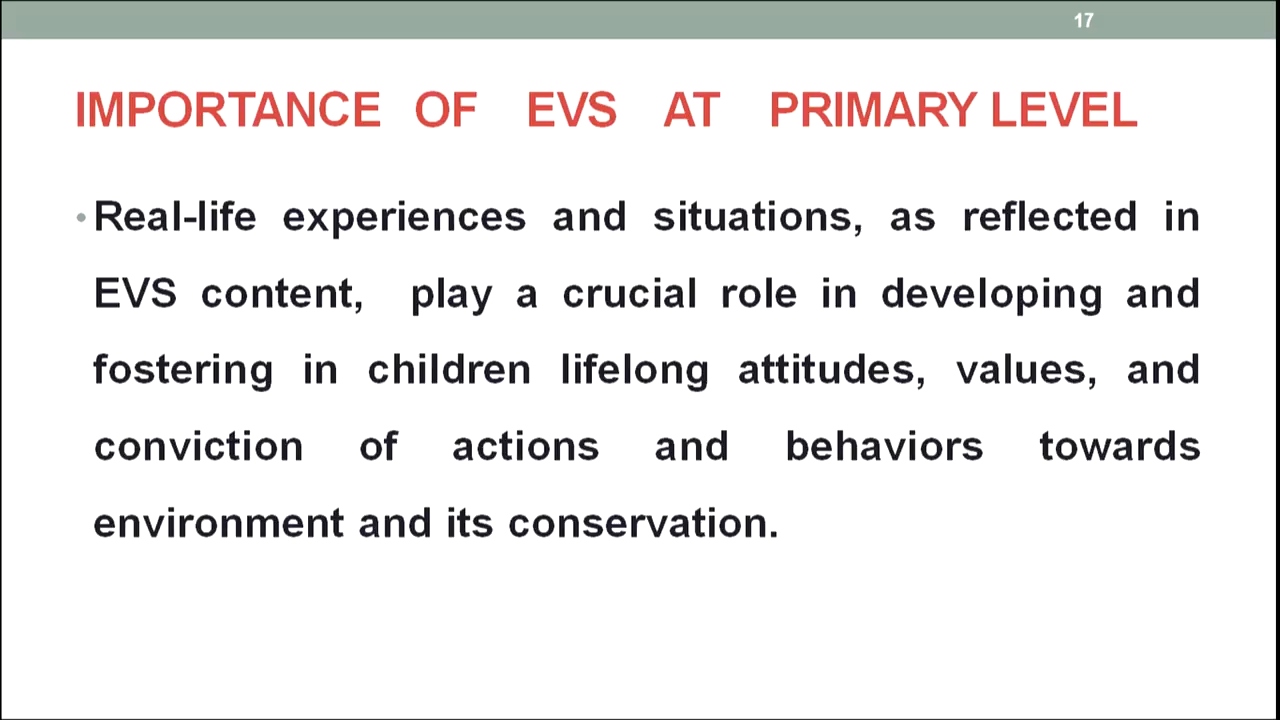 17
IMPORTANCE OF EVS AT PRIMARY LEVEL
• Real-life experiences and situations, as reflected in
EVS content, play a crucial role in developing and
fostering in children lifelong attitudes, values, and
conviction of actions and behaviors towards
environment and its conservation.